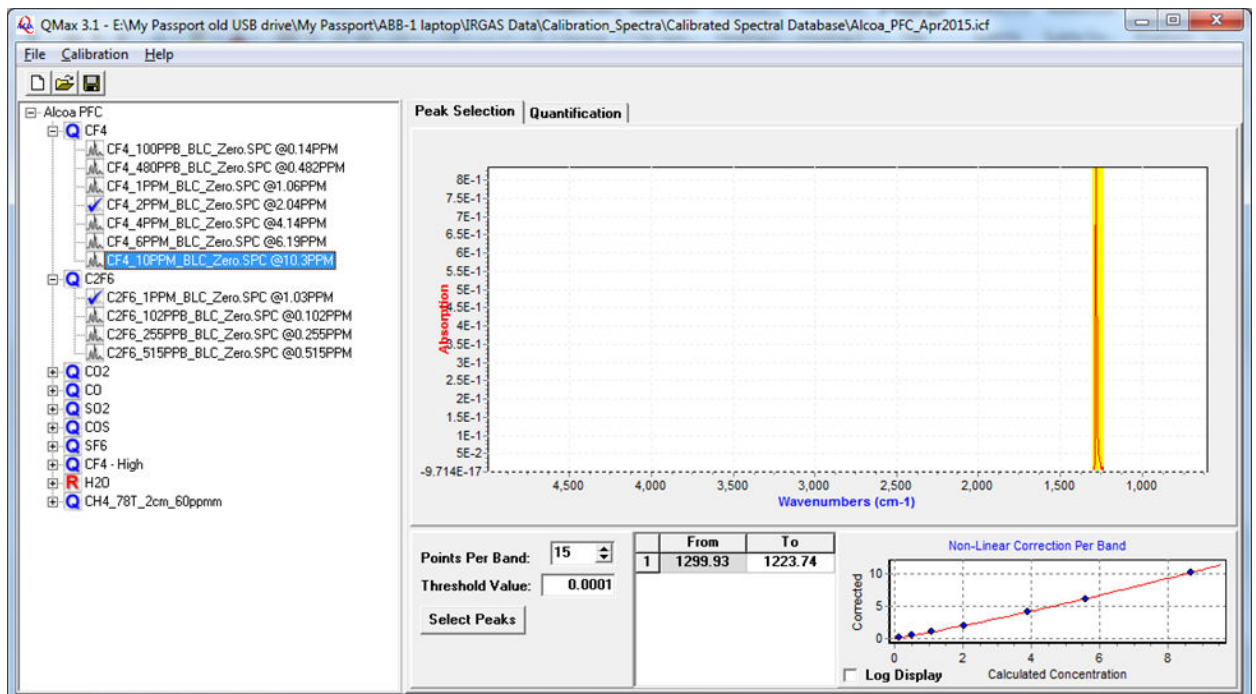 QMax 3.1 - E:\My Passport old USB drive\My Passport\ABB-1 laptop\IRGAS Data\Calibration_Spectra\Calibrated Spectral Database\Alcoa_PFC_Apr2015.icf
File Calibration Help
Alcoa PFC
Q CF4
CF4_100PPB_BLC_Zero.SPC @0.14PPM
CF4_480PPB_BLC_Zero.SPC @0.482PPM
CF4_1PPM_BLC_Zero.SPC @1.06PPM
CF4_2PPM_BLC_Zero.SPC @2.04PPM
CF4_4PPM_BLC_Zero.SPC @4.14PPM
CF4_6PPM_BLC_Zero.SPC @6.19PPM
CF4_10PPM_BLC_Zero.SPC @10.3PPM
Q C2F6
C2F6_1PPM_BLC_Zero.SPC @1.03PPM
C2F6_102PPB_BLC_Zero.SPC @0.102PPM
C2F6_255PPB_BLC_Zero.SPC @0.255PPM
C2F6_515PPB_BLC_Zero.SPC @0.515PPM
Q CO2
Q CO
Q SO2
Q COS
Q SF6
Q CF4 - High
R H2O
Q CH4_78T_2cm_60ppmm
Peak Selection Quantification
8E-1
7.5E-1
7E-1
6.5E-1
6E-1
5.5E-1
5E-1
4.5E-1
4E-1
3.5E-1
3E-1
2.5E-1
2E-1
1.5E-1
1E-1
5E-2
-9.714E-17
Absorption
4,500 4,000 3,500 3,000 2,500 2,000 1,500 1,000
Wavenumbers (cm-1)
Points Per Band: 15
Threshold Value: 0.0001
Select Peaks
From To
1 1299.93 1223.74
Non-Linear Correction Per Band
Corrected
10
5
0
0 2 4 6 8
Log Display Calculated Concentration